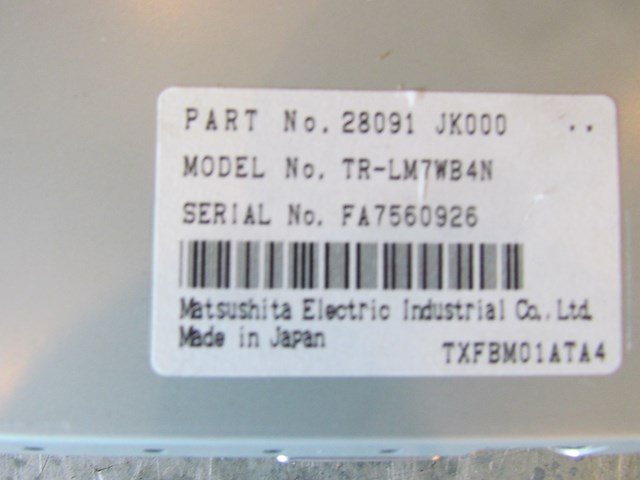 PART No. 28091 JK000
MODEL No. TR-LM7WB4N
SERIAL No. FA7560926
Matsushita Electric Industrial Co., Ltd.
Made in Japan
TXFBM01ATA4